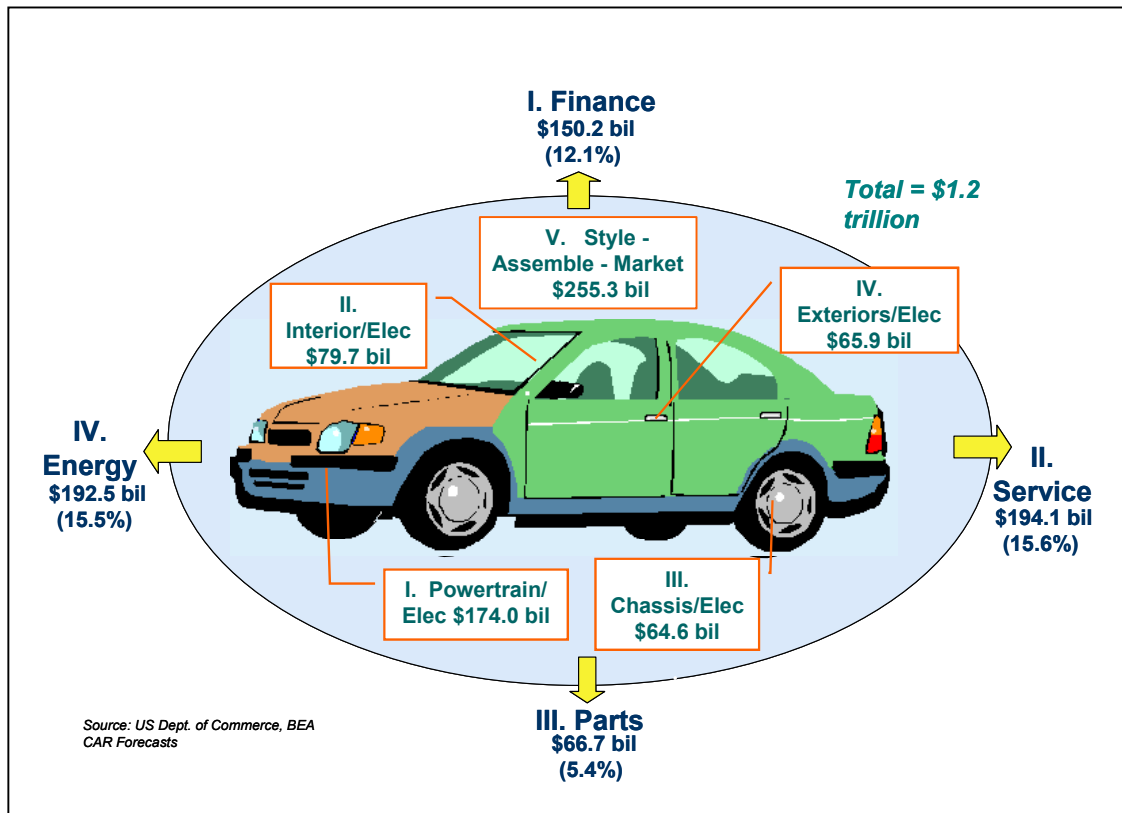 I. Finance
$150.2 bil
(12.1%)
Total = $1.2
trillion
V. Style -
Assemble - Market
$255.3 bil
IV.
Exteriors/Elec
$65.9 bil
II.
Interior/Elec
$79.7 bil
IV.
Energy
$192.5 bil
(15.5%)
II.
Service
$194.1 bil
(15.6%)
I. Powertrain/
Elec $174.0 bil
III.
Chassis/Elec
$64.6 bil
III. Parts
$66.7 bil
(5.4%)
Source: US Dept. of Commerce, BEA
CAR Forecasts